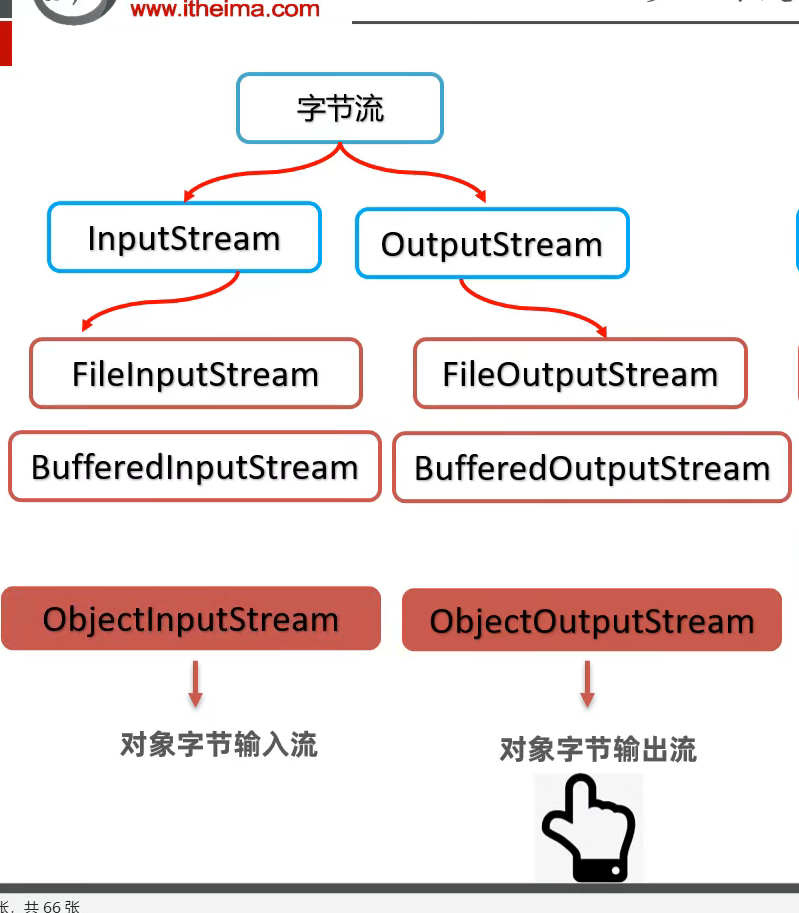 www.itheima.com
字节流
InputStream
OutputStream
FileInputStream
FileOutputStream
BufferedInputStream
BufferedOutputStream
ObjectInputStream
ObjectOutputStream
对象字节输入流
对象字节输出流
张, 共 66 张